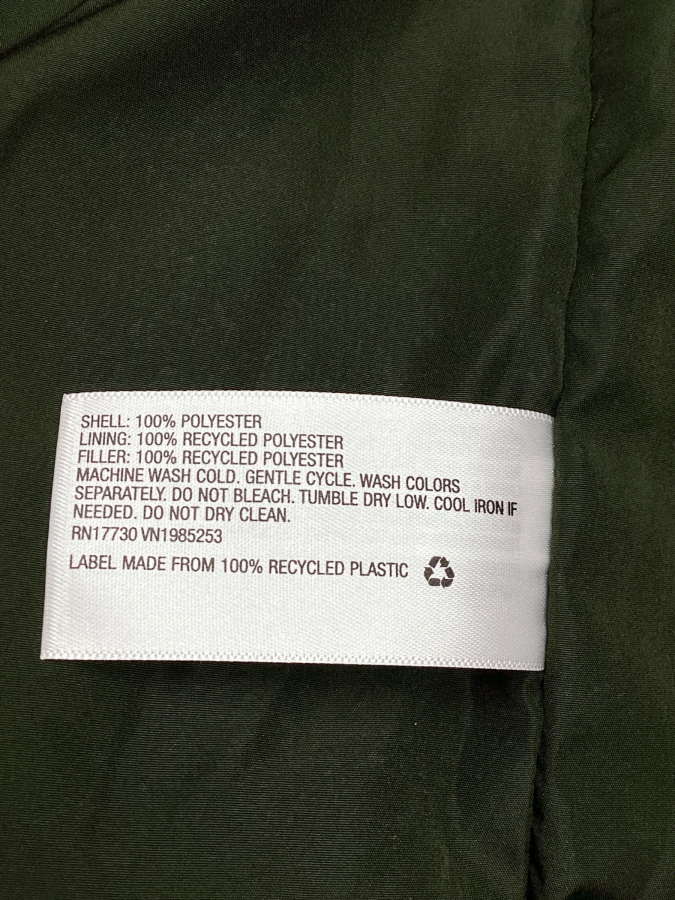 SHELL: 100% POLYESTER
LINING: 100% RECYCLED POLYESTER
FILLER: 100% RECYCLED POLYESTER
MACHINE WASH COLD. GENTLE CYCLE. WASH COLORS
SEPARATELY. DO NOT BLEACH. TUMBLE DRY LOW. COOL IRON IF
NEEDED. DO NOT DRY CLEAN.
RN17730 VN1985253
LABEL MADE FROM 100% RECYCLED PLASTIC